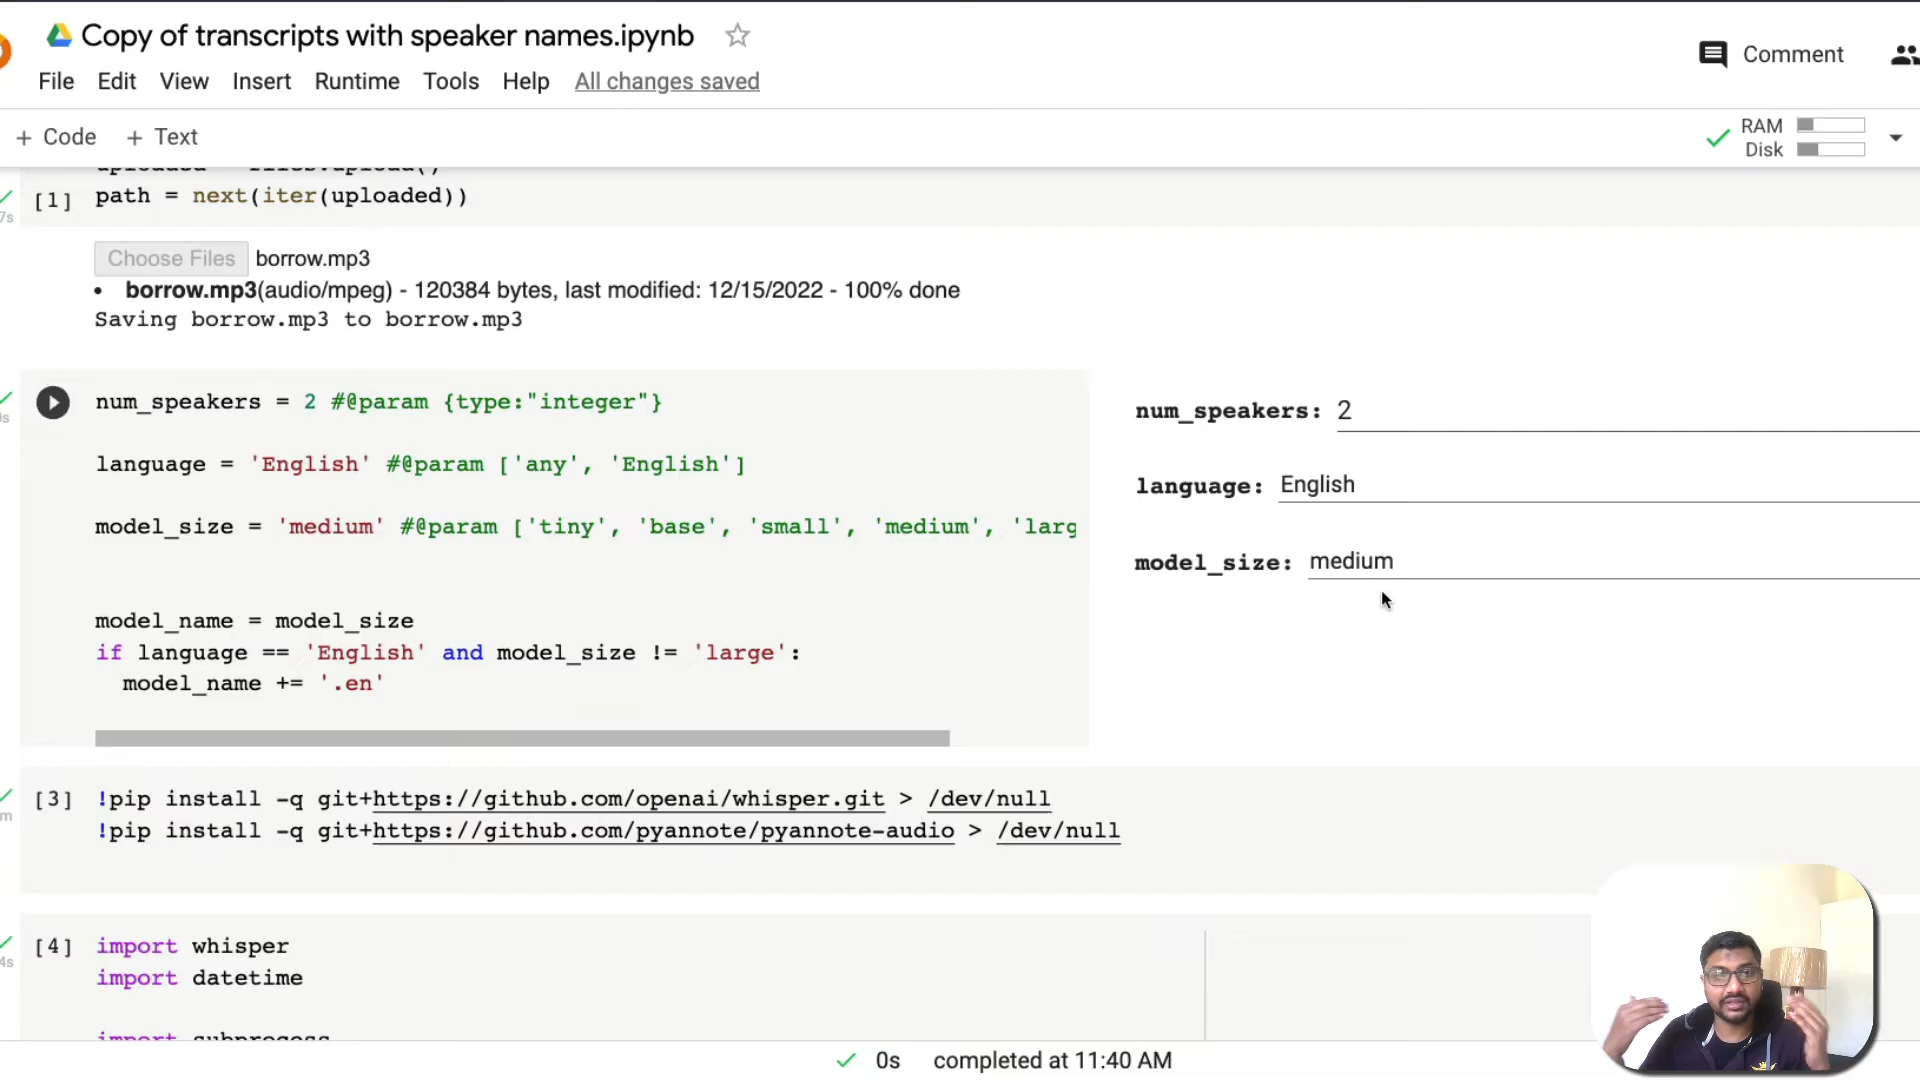 Copy of transcripts with speaker names.ipynb
Comment
File Edit View Insert Runtime Tools Help All changes saved
+ Code + Text
RAM
Disk
[1] path = next(iter(uploaded))
7s
Choose Files borrow.mp3
• borrow.mp3(audio/mpeg) - 120384 bytes, last modified: 12/15/2022 - 100% done
Saving borrow.mp3 to borrow.mp3
num_speakers = 2 #@param {type:"integer"}
language = 'English' #@param ['any', 'English']
model_size = 'medium' #@param ['tiny', 'base', 'small', 'medium', 'larg
model_name = model_size
if language == 'English' and model_size != 'large':
model_name += '.en'
num_speakers: 2
language: English
model_size: medium
[3] !pip install -q git+https://github.com/openai/whisper.git > /dev/null
!pip install -q git+https://github.com/pyannote/pyannote-audio > /dev/null
[4] import whisper
4s
import datetime
import subprocess
0s completed at 11:40 AM